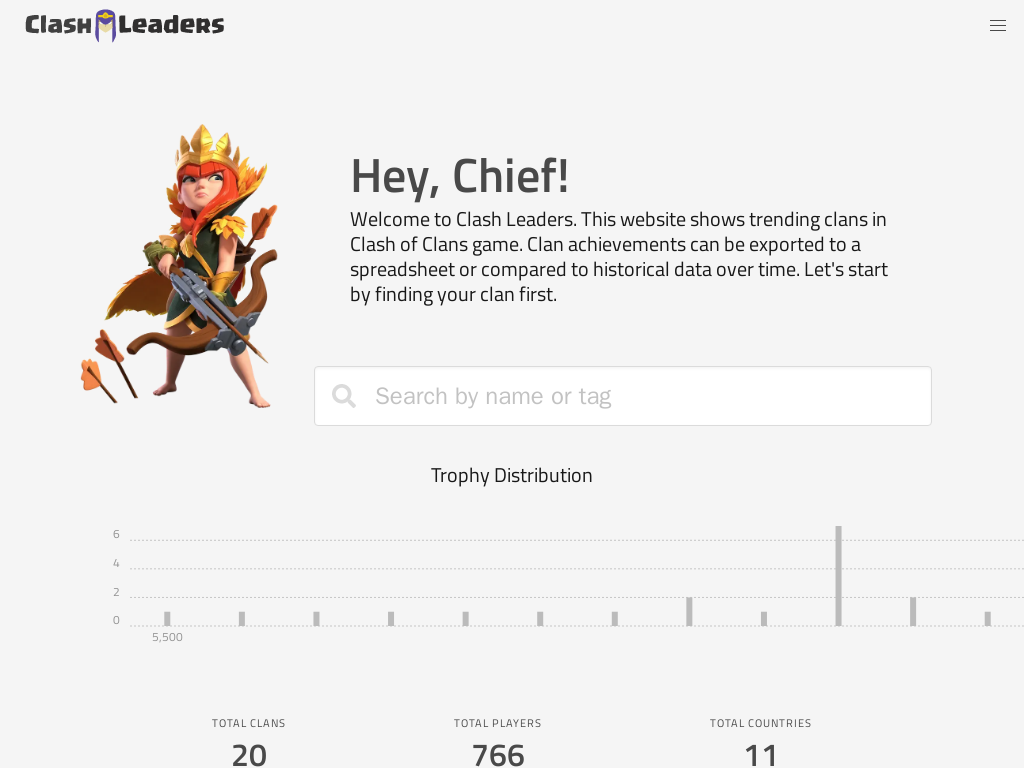 Clash Leaders
Hey, Chief!
Welcome to Clash Leaders. This website shows trending clans in
Clash of Clans game. Clan achievements can be exported to a
spreadsheet or compared to historical data over time. Let's start
by finding your clan first.
Search by name or tag
Trophy Distribution
6
4
2
0
5,500
TOTAL CLANS
20
TOTAL PLAYERS
766
TOTAL COUNTRIES
11